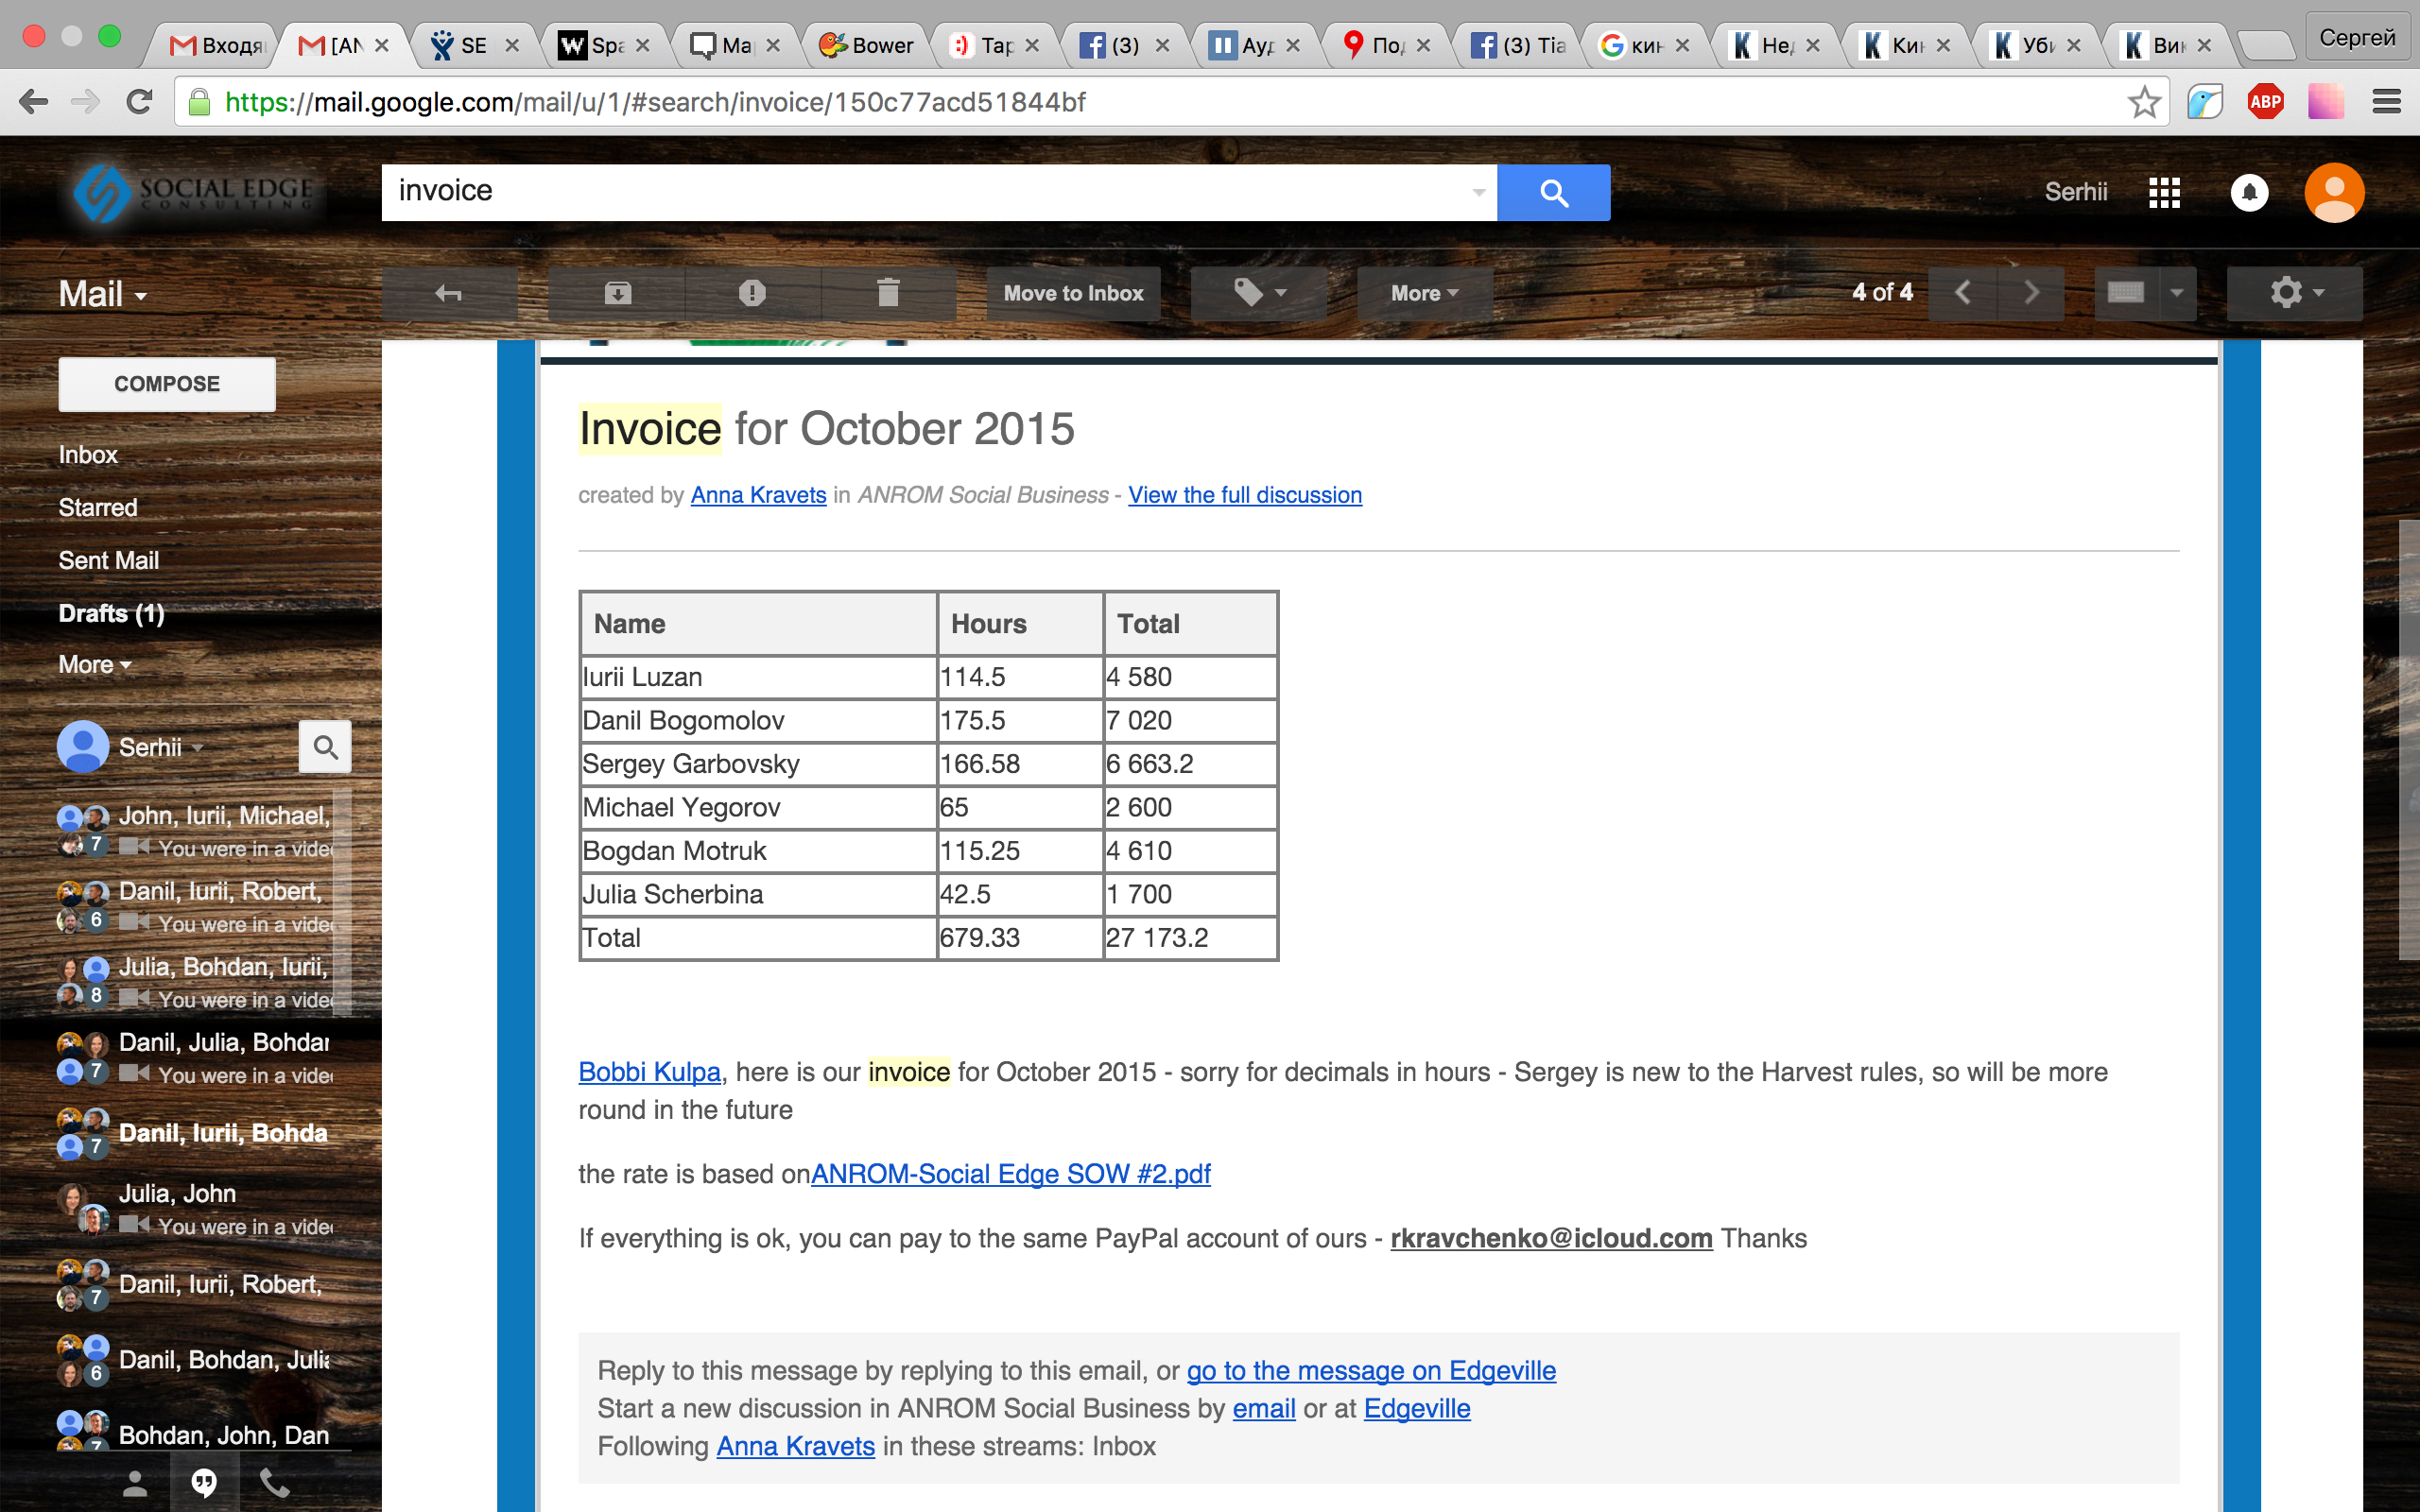 Входя
[AN
SE
Spa
Ma
Bower
Тар
(3)
Ауд
По
(3) Tia
кин
Не
Ки
Уби
Вик
Сергей
https://mail.google.com/mail/u/1/#search/invoice/150c77acd51844bf
ABP
SOCIAL EDGE
CONSULTING
invoice
Serhii
Mail
Move to Inbox
More
4 of 4
COMPOSE
Inbox
Starred
Sent Mail
Drafts (1)
More
Serhii
John, Iurii, Michael,
7 You were in a vide
Danil, Iurii, Robert,
6 You were in a vide
Julia, Bohdan, Iurii,
8 You were in a vide
Danil, Julia, Bohdar
7 You were in a vide
Danil, Iurii, Bohda
7
Julia, John
You were in a vide
Danil, Iurii, Robert,
7
Danil, Bohdan, Julia
6
Bohdan, John, Dan
7
Invoice for October 2015
created by Anna Kravets in ANROM Social Business - View the full discussion
Name Hours Total
Iurii Luzan 114.5 4 580
Danil Bogomolov 175.5 7 020
Sergey Garbovsky 166.58 6 663.2
Michael Yegorov 65 2 600
Bogdan Motruk 115.25 4 610
Julia Scherbina 42.5 1 700
Total 679.33 27 173.2
Bobbi Kulpa, here is our invoice for October 2015 - sorry for decimals in hours - Sergey is new to the Harvest rules, so will be more
round in the future
the rate is based onANROM-Social Edge SOW #2.pdf
If everything is ok, you can pay to the same PayPal account of ours - rkravchenko@icloud.com Thanks
Reply to this message by replying to this email, or go to the message on Edgeville
Start a new discussion in ANROM Social Business by email or at Edgeville
Following Anna Kravets in these streams: Inbox